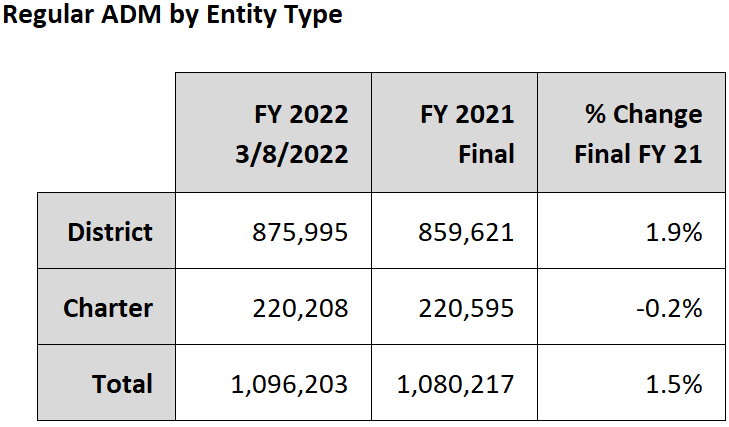 Regular ADM by Entity Type
FY 2022 FY 2021 % Change
3/8/2022 Final Final FY 21
District 875,995 859,621 1.9%
Charter 220,208 220,595 -0.2%
Total 1,096,203 1,080,217 1.5%